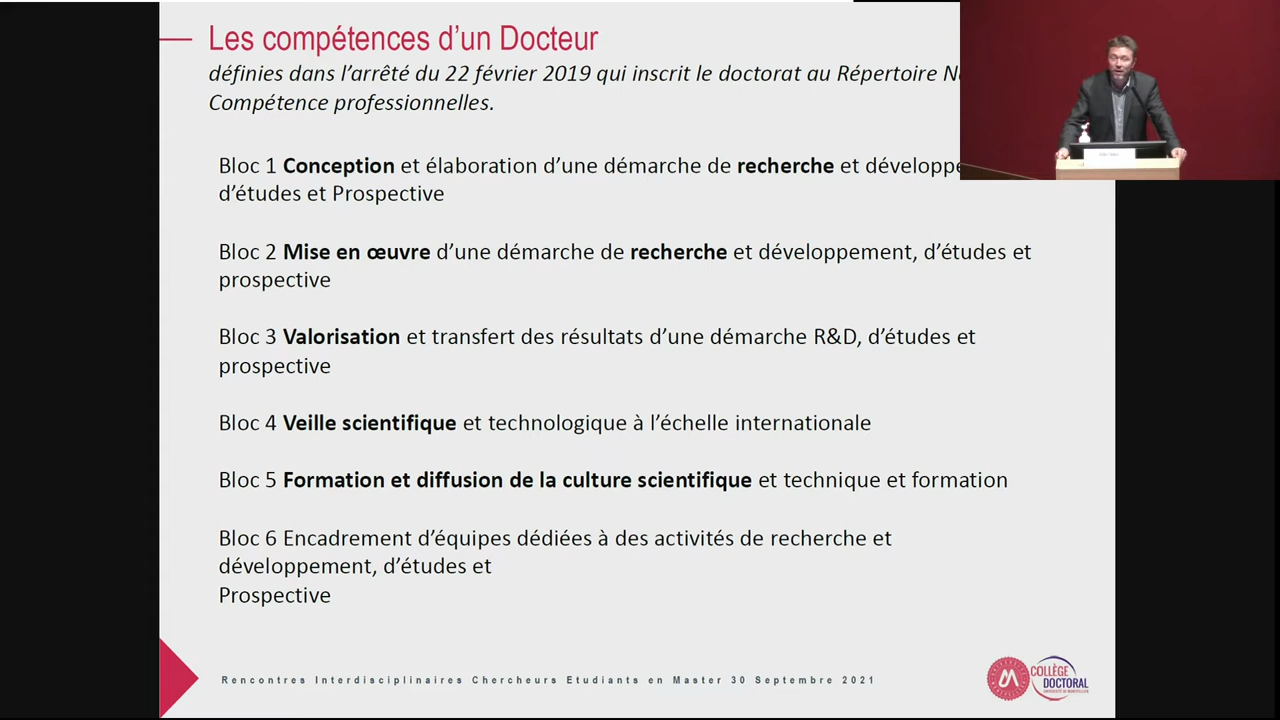 Les compétences d'un Docteur
définies dans l'arrêté du 22 février 2019 qui inscrit le doctorat au Répertoire
Compétence professionnelles.
Bloc 1 Conception et élaboration d'une démarche de recherche et
d'études et Prospective
Bloc 2 Mise en œuvre d'une démarche de recherche et développement, d'études et
prospective
Bloc 3 Valorisation et transfert des résultats d'une démarche R&D, d'études et
prospective
Bloc 4 Veille scientifique et technologique à l'échelle internationale
Bloc 5 Formation et diffusion de la culture scientifique et technique et formation
Bloc 6 Encadrement d'équipes dédiées à des activités de recherche et
développement, d'études et
Prospective
Rencontres Interdisciplinaires Chercheurs Etudiants en Master 30 Septembre 2021
COLLÈGE
DOCTORAL
UNIVERSITÉ DE MONTPELLIER